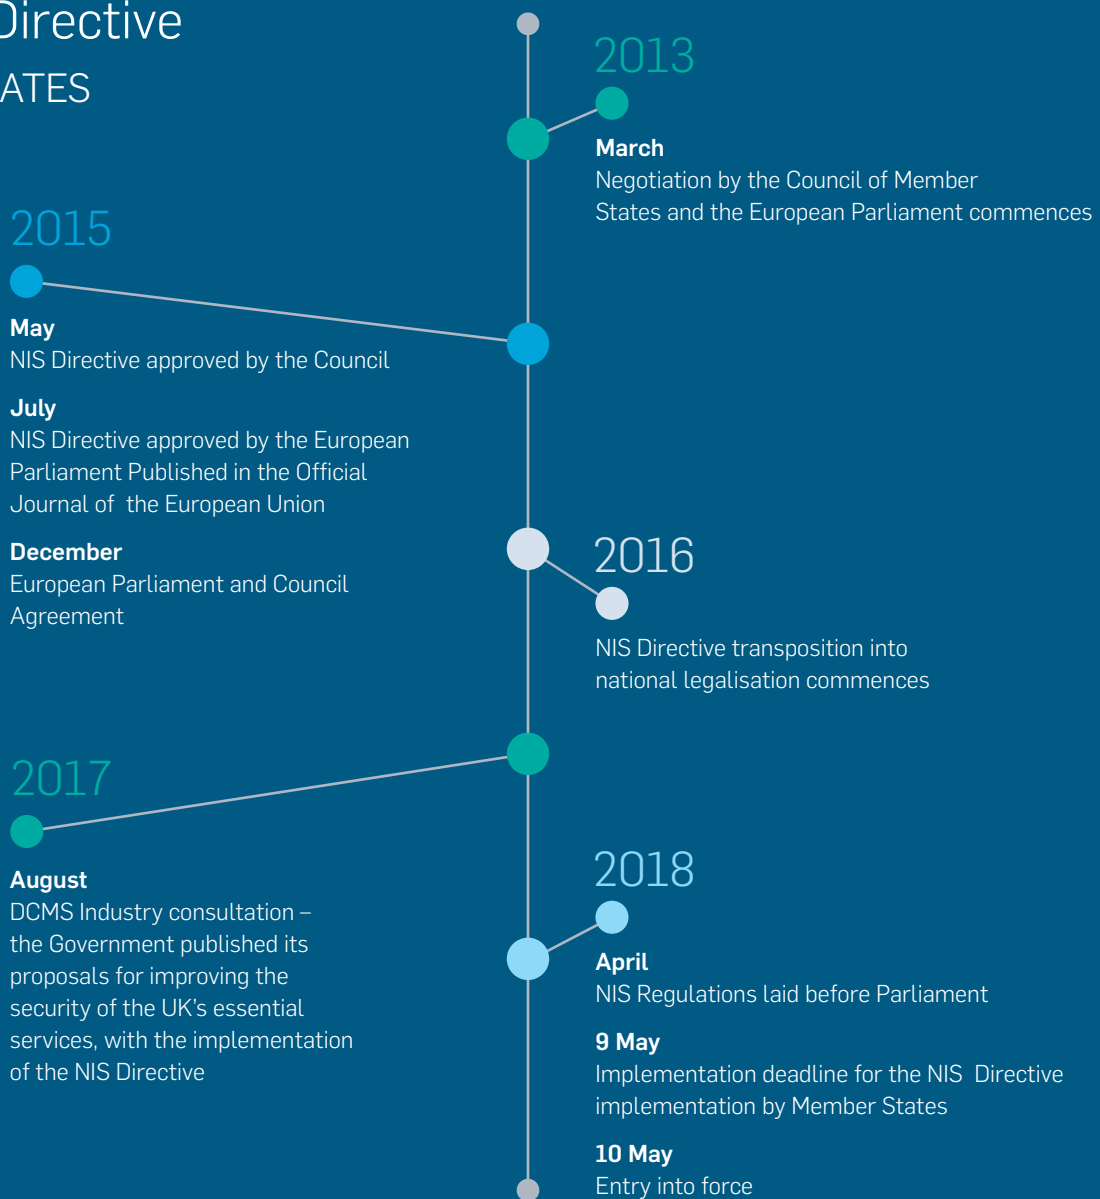 Directive
ATES
2013
March
Negotiation by the Council of Member
States and the European Parliament commences
2015
May
NIS Directive approved by the Council
July
NIS Directive approved by the European
Parliament Published in the Official
Journal of the European Union
December
European Parliament and Council
Agreement
2016
NIS Directive transposition into
national legalisation commences
2017
August
DCMS Industry consultation –
the Government published its
proposals for improving the
security of the UK's essential
services, with the implementation
of the NIS Directive
2018
April
NIS Regulations laid before Parliament
9 May
Implementation deadline for the NIS Directive
implementation by Member States
10 May
Entry into force